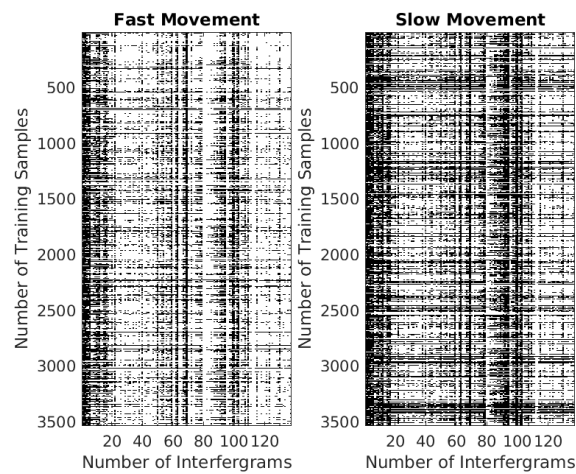 Fast Movement
Number of Training Samples
500
1000
1500
2000
2500
3000
3500
20 40 60 80 100 120
Number of Interfergrams
Slow Movement
Number of Training Samples
500
1000
1500
2000
2500
3000
3500
20 40 60 80 100 120
Number of Interfergrams